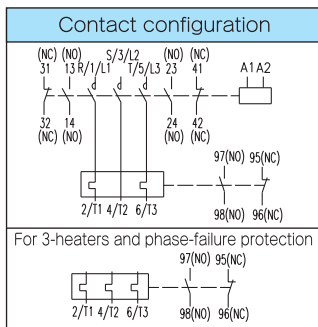 Contact configuration
(NC) (NO) S/3/L2 (NO) (NC)
31 13 R/1/L1 T/5/L3 23 41 A1 A2
32 14 24 42
(NC) (NO) (NO) (NC)
97(NO) 95(NC)
2/T1 4/T2 6/T3 98(NO) 96(NC)
For 3-heaters and phase-failure protection
97(NO) 95(NC)
2/T1 4/T2 6/T3 98(NO) 96(NC)